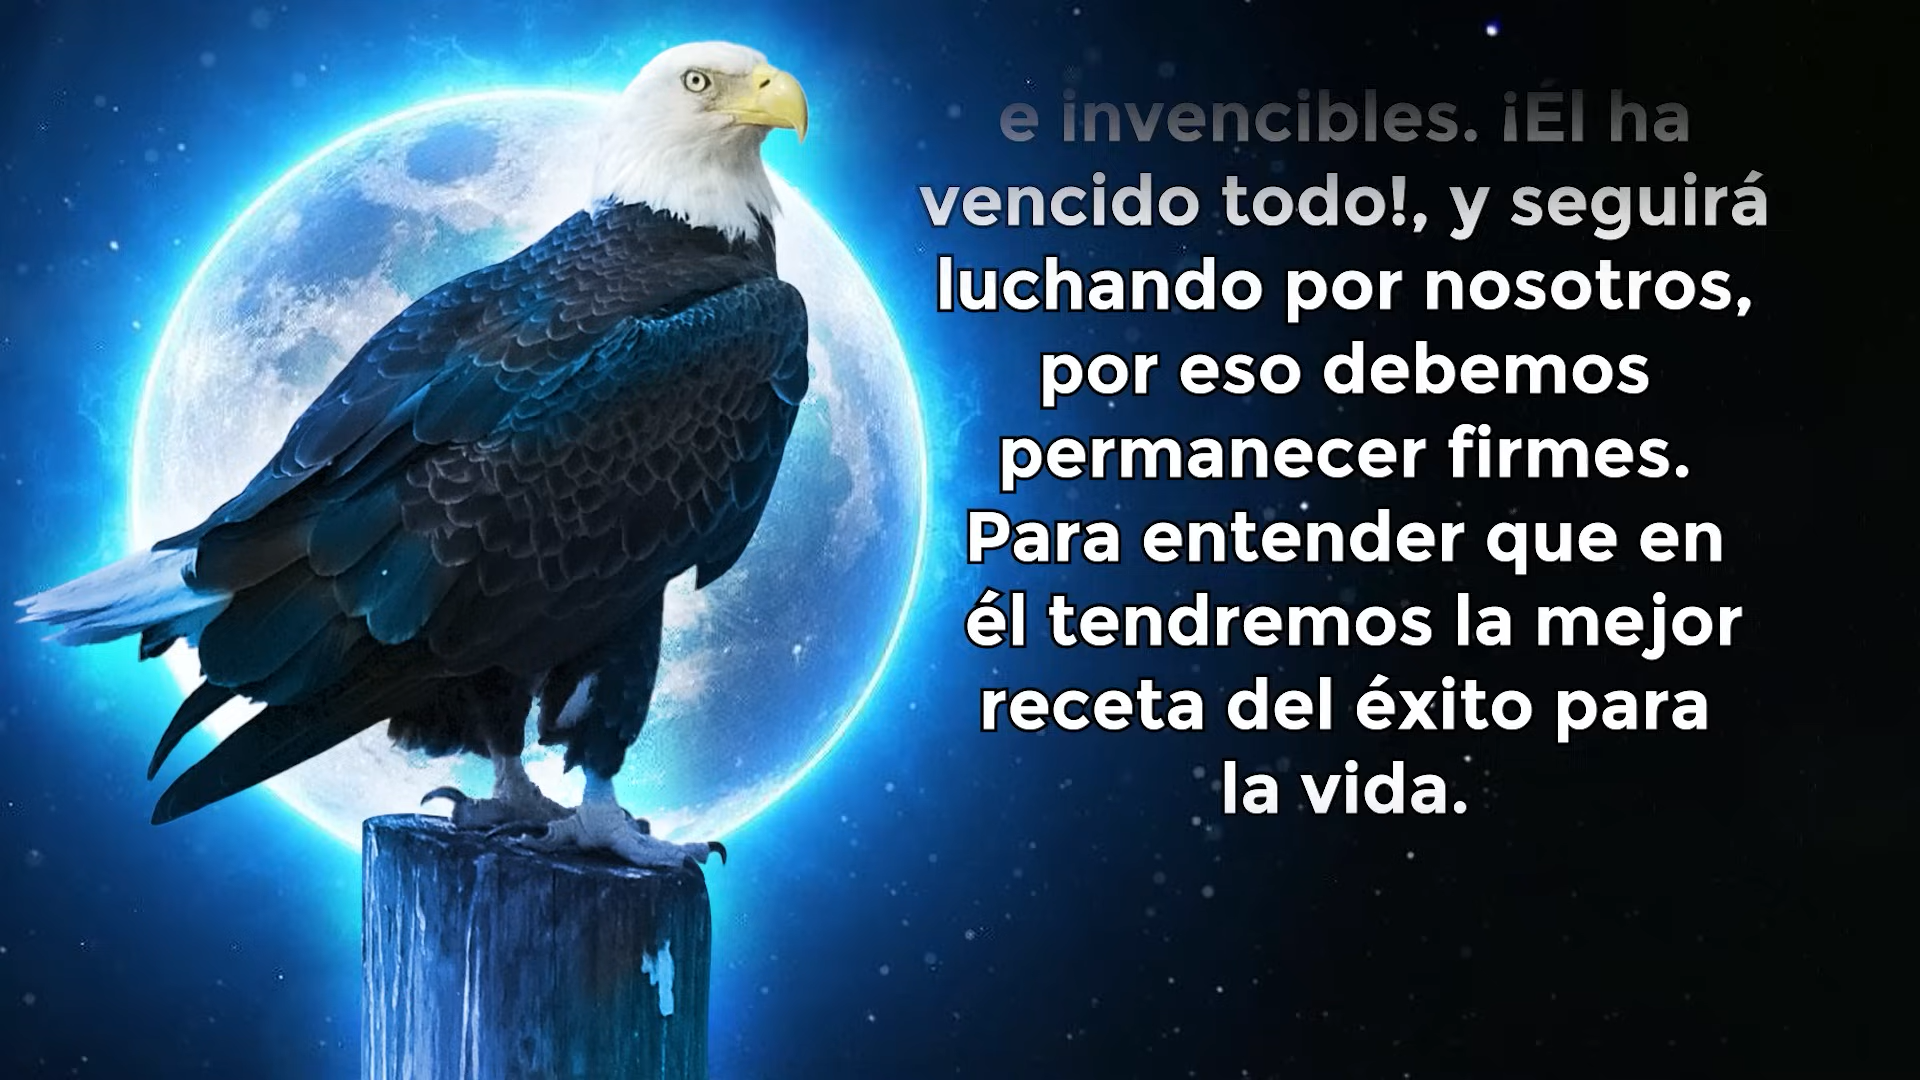 e invencibles. ¡Él ha
vencido todo!, y seguirá
luchando por nosotros,
por eso debemos
permanecer firmes.
Para entender que en
él tendremos la mejor
receta del éxito para
la vida.